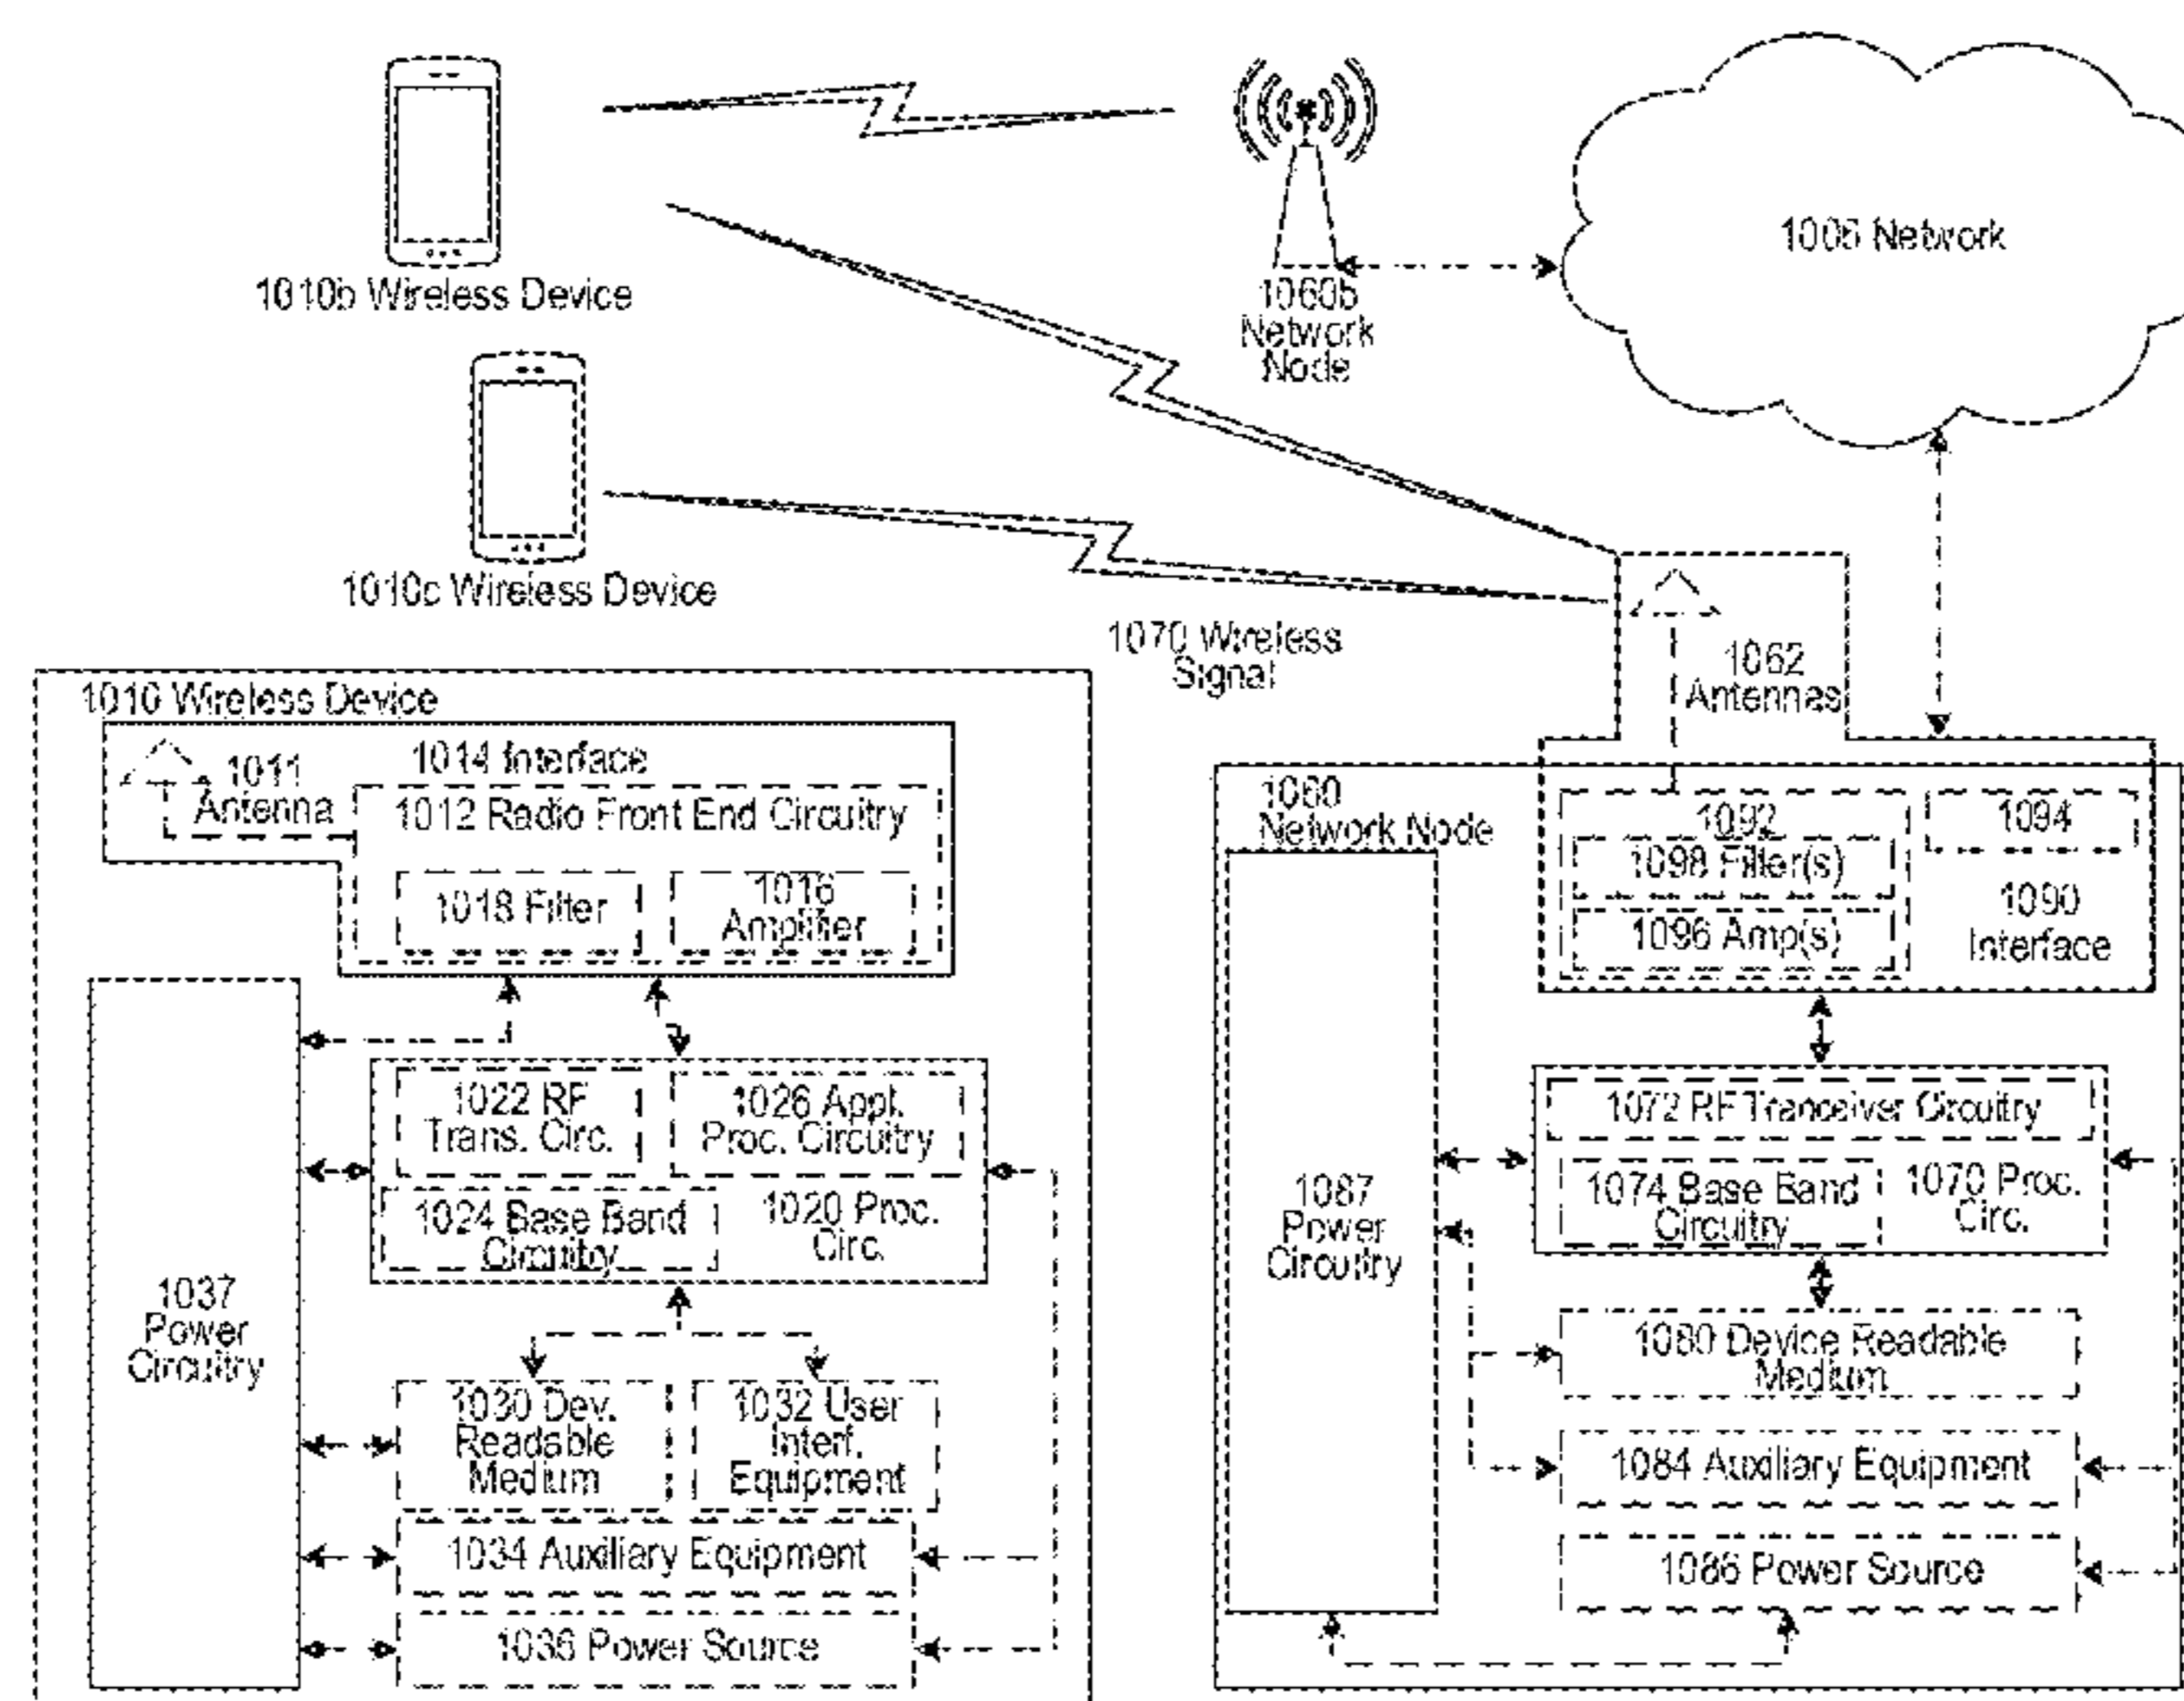 1010b Wireless Device
1060b
Network
Node
1006 Network
1010c Wireless Device
1070 Wireless
Signal
1062
Antennas
1010 Wireless Device
1011
Antenna
1014 Interface
1012 Radio Front End Circuitry
1018 Filter
1016
Amplifier
1022 RF
Trans. Circ.
1026 Appl.
Proc. Circuitry
1024 Base Band
Circuitry
1020 Proc.
Circ.
1037
Power
Circuitry
1030 Dev.
Readable
Medium
1032 User
Interf.
Equipment
1034 Auxiliary Equipment
1036 Power Source
1060
Network Node
1092
1098 Filter(s)
1096 Amp(s)
1094
1090
Interface
1072 RF Tranceiver Circuitry
1074 Base Band
Circuitry
1070 Proc.
Circ.
1087
Power
Circuitry
1080 Device Readable
Medium
1084 Auxiliary Equipment
1086 Power Source